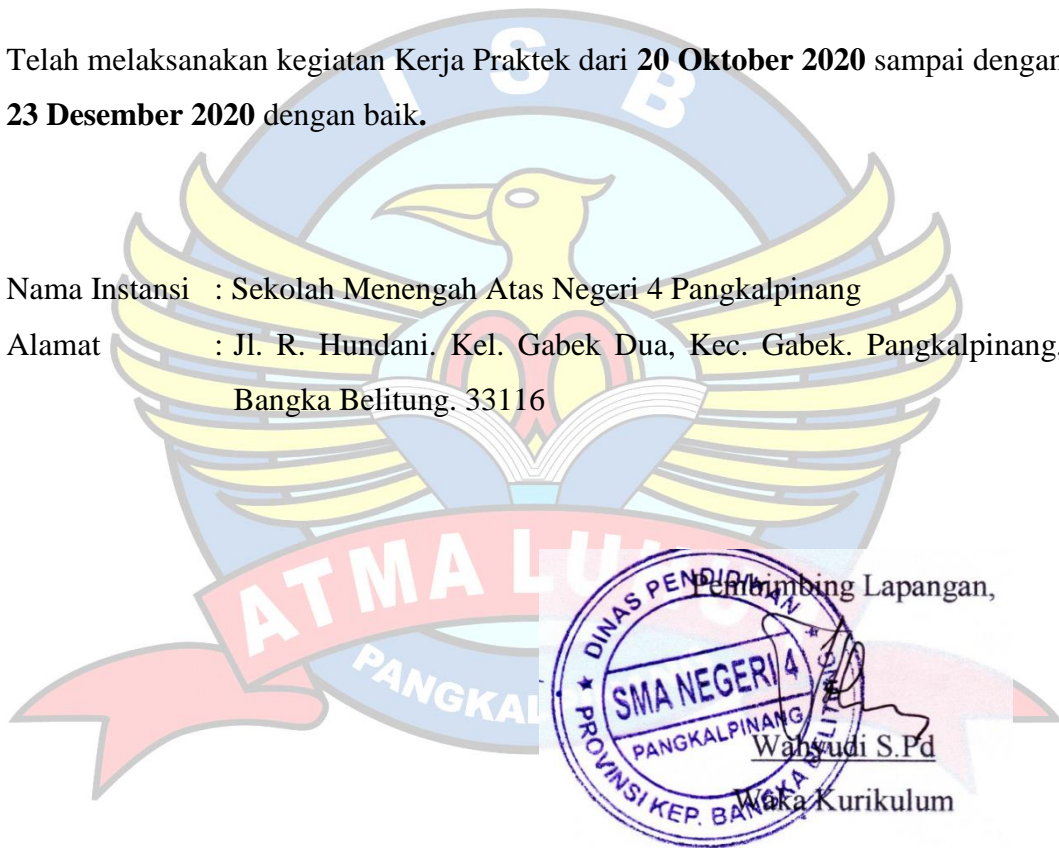 I S B
Telah melaksanakan kegiatan Kerja Praktek dari 20 Oktober 2020 sampai dengan
23 Desember 2020 dengan baik.
Nama Instansi : Sekolah Menengah Atas Negeri 4 Pangkalpinang
Alamat : Jl. R. Hundani. Kel. Gabek Dua, Kec. Gabek. Pangkalpinang,
Bangka Belitung. 33116
ATMA
Pembimbing Lapangan,
DINAS PENDIDIKAN
SMA NEGERI 4
PANGKALPINANG
PROVINSI KEP. BANGKA BELITUNG
Wahyudi S.Pd
Waka Kurikulum